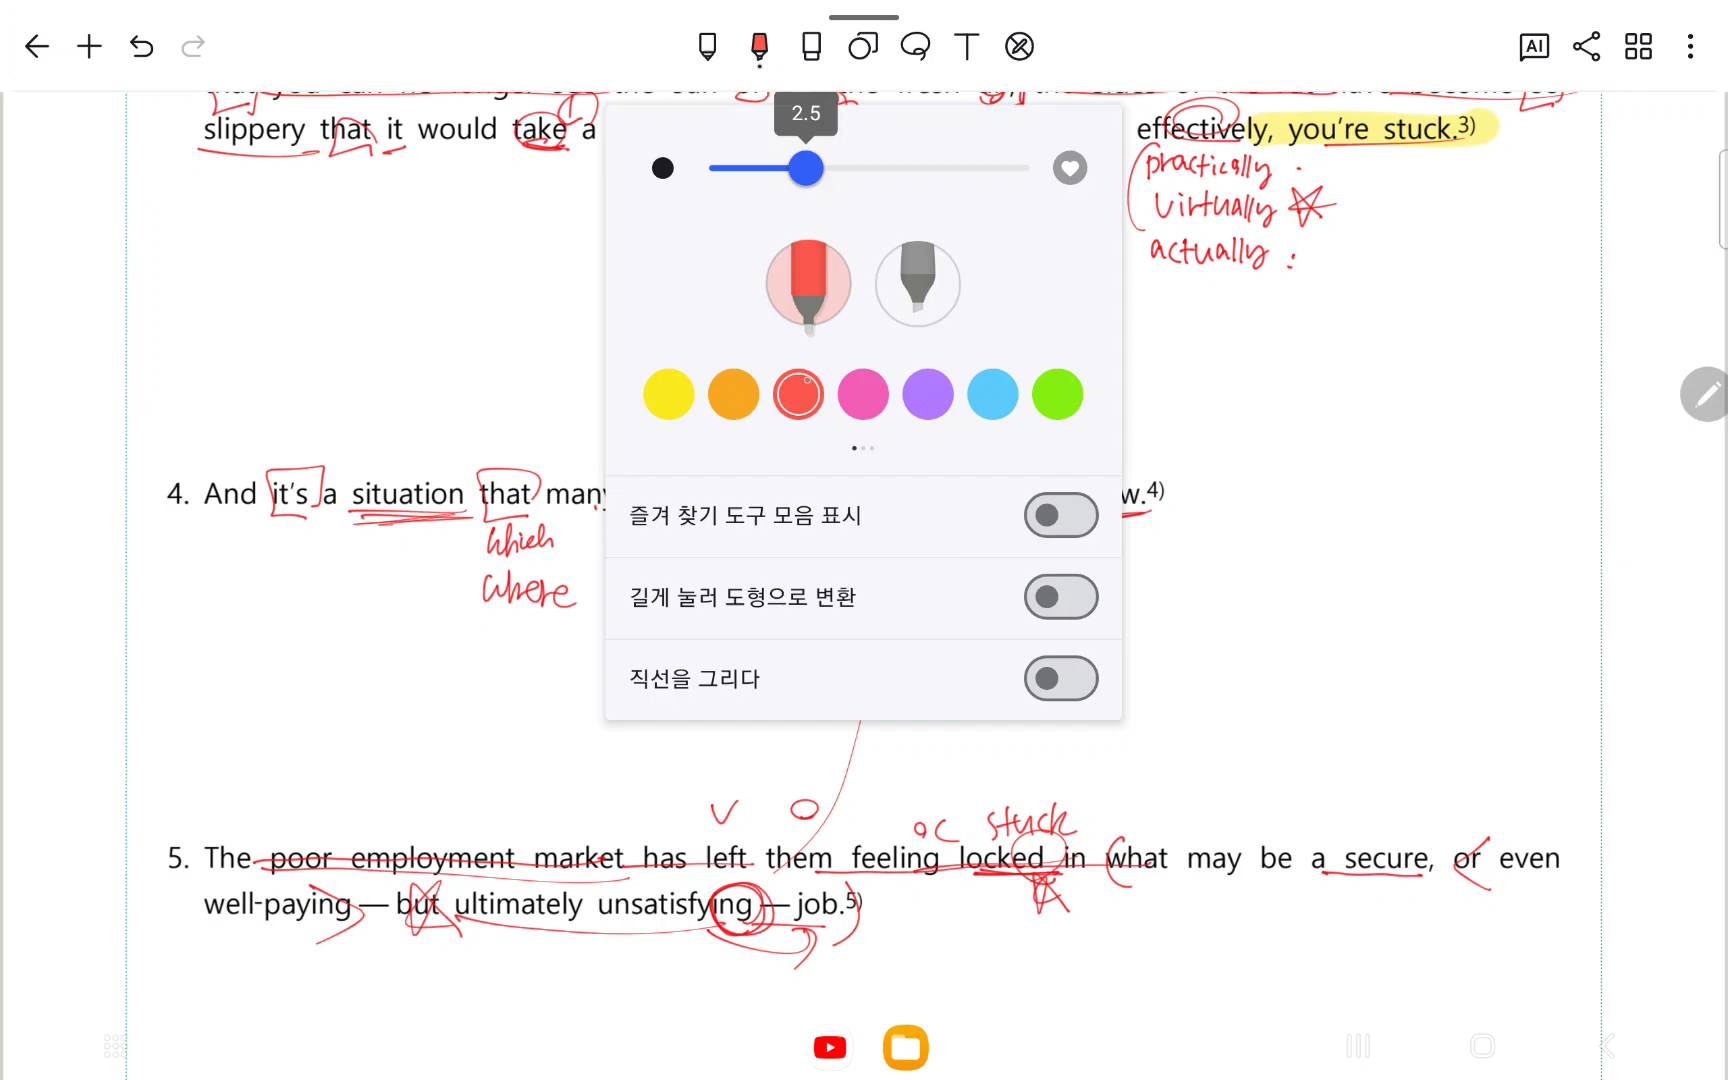 AI
2.5
slippery that it would take a
effectively, you're stuck.3)
practically
virtually
actually
4. And it's a situation that many
w.4)
which
where
즐겨 찾기 도구 모음 표시
길게 눌러 도형으로 변환
직선을 그리다
V O
OC stuck
5. The poor employment market has left them feeling locked in what may be a secure, or even
well-paying — but ultimately unsatisfying — job.5)